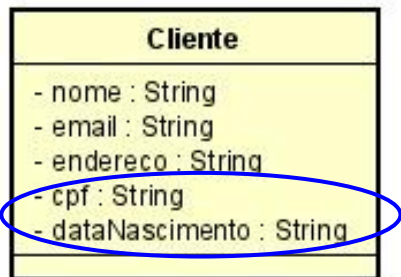 Cliente
- nome : String
- email : String
- endereco : String
- cpf : String
- dataNascimento : String